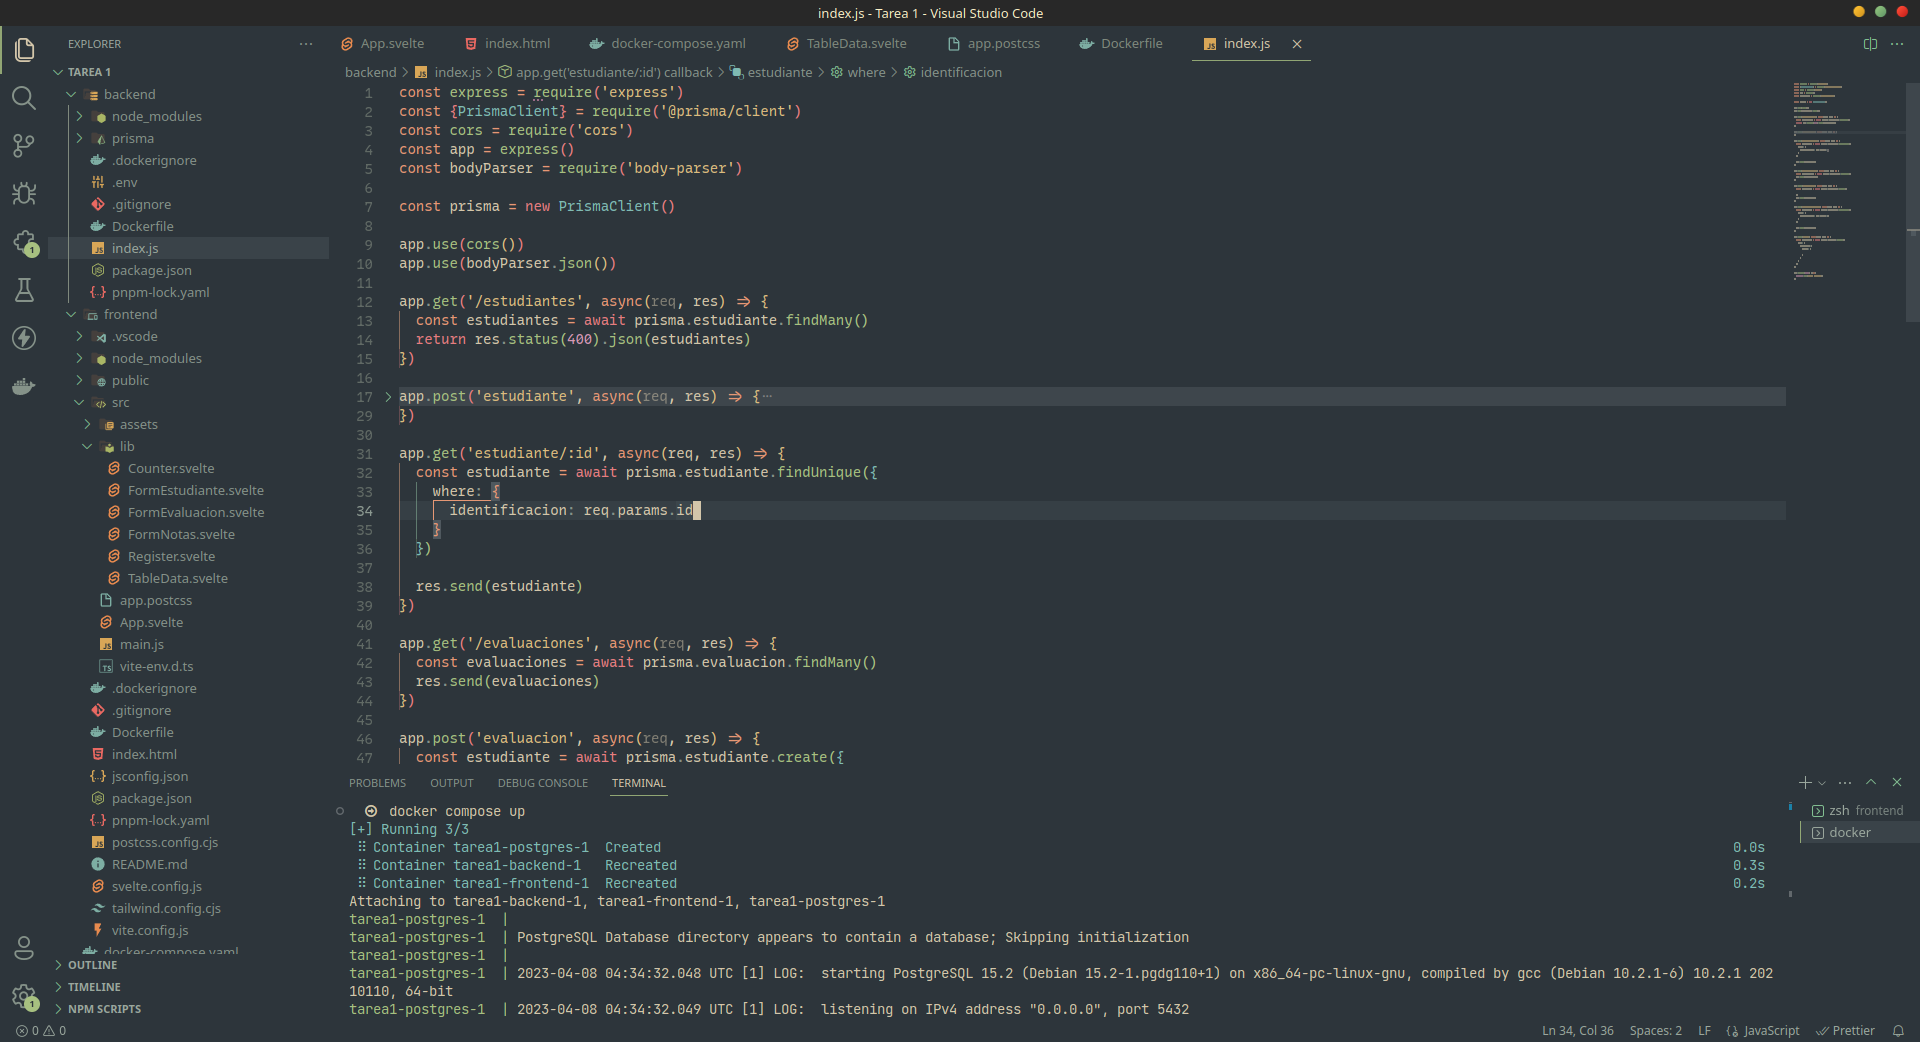 index.js - Tarea 1 - Visual Studio Code
EXPLORER
App.svelte
index.html
docker-compose.yaml
TableData.svelte
app.postcss
Dockerfile
index.js
TAREA 1
backend
node_modules
prisma
.dockerignore
.env
.gitignore
Dockerfile
index.js
package.json
pnpm-lock.yaml
frontend
.vscode
node_modules
public
src
assets
lib
Counter.svelte
FormEstudiante.svelte
FormEvaluacion.svelte
FormNotas.svelte
Register.svelte
TableData.svelte
app.postcss
App.svelte
main.js
vite-env.d.ts
.dockerignore
.gitignore
Dockerfile
index.html
jsconfig.json
package.json
pnpm-lock.yaml
postcss.config.cjs
README.md
svelte.config.js
tailwind.config.cjs
vite.config.js
docker-compose.yaml
OUTLINE
TIMELINE
NPM SCRIPTS
backend > index.js > app.get('estudiante/:id') callback > estudiante > where > identificacion
1 const express = require('express')
2 const {PrismaClient} = require('@prisma/client')
3 const cors = require('cors')
4 const app = express()
5 const bodyParser = require('body-parser')
6
7 const prisma = new PrismaClient()
8
9 app.use(cors())
10 app.use(bodyParser.json())
11
12 app.get('/estudiantes', async(req, res) => {
13 const estudiantes = await prisma.estudiante.findMany()
14 return res.status(400).json(estudiantes)
15 })
16
17 app.post('estudiante', async(req, res) => {···
29 })
30
31 app.get('estudiante/:id', async(req, res) => {
32 const estudiante = await prisma.estudiante.findUnique({
33 where: {
34 identificacion: req.params.id
35 }
36 })
37
38 res.send(estudiante)
39 })
40
41 app.get('/evaluaciones', async(req, res) => {
42 const evaluaciones = await prisma.evaluacion.findMany()
43 res.send(evaluaciones)
44 })
45
46 app.post('evaluacion', async(req, res) => {
47 const estudiante = await prisma.estudiante.create({
PROBLEMS OUTPUT DEBUG CONSOLE TERMINAL
docker compose up
[+] Running 3/3
Container tarea1-postgres-1 Created 0.0s
Container tarea1-backend-1 Recreated 0.3s
Container tarea1-frontend-1 Recreated 0.2s
Attaching to tarea1-backend-1, tarea1-frontend-1, tarea1-postgres-1
tarea1-postgres-1 |
tarea1-postgres-1 | PostgreSQL Database directory appears to contain a database; Skipping initialization
tarea1-postgres-1 |
tarea1-postgres-1 | 2023-04-08 04:34:32.048 UTC [1] LOG: starting PostgreSQL 15.2 (Debian 15.2-1.pgdg110+1) on x86_64-pc-linux-gnu, compiled by gcc (Debian 10.2.1-6) 10.2.1 202
10110, 64-bit
tarea1-postgres-1 | 2023-04-08 04:34:32.049 UTC [1] LOG: listening on IPv4 address "0.0.0.0", port 5432
zsh frontend
docker
1
1
0 0
Ln 34, Col 36 Spaces: 2 LF JavaScript Prettier